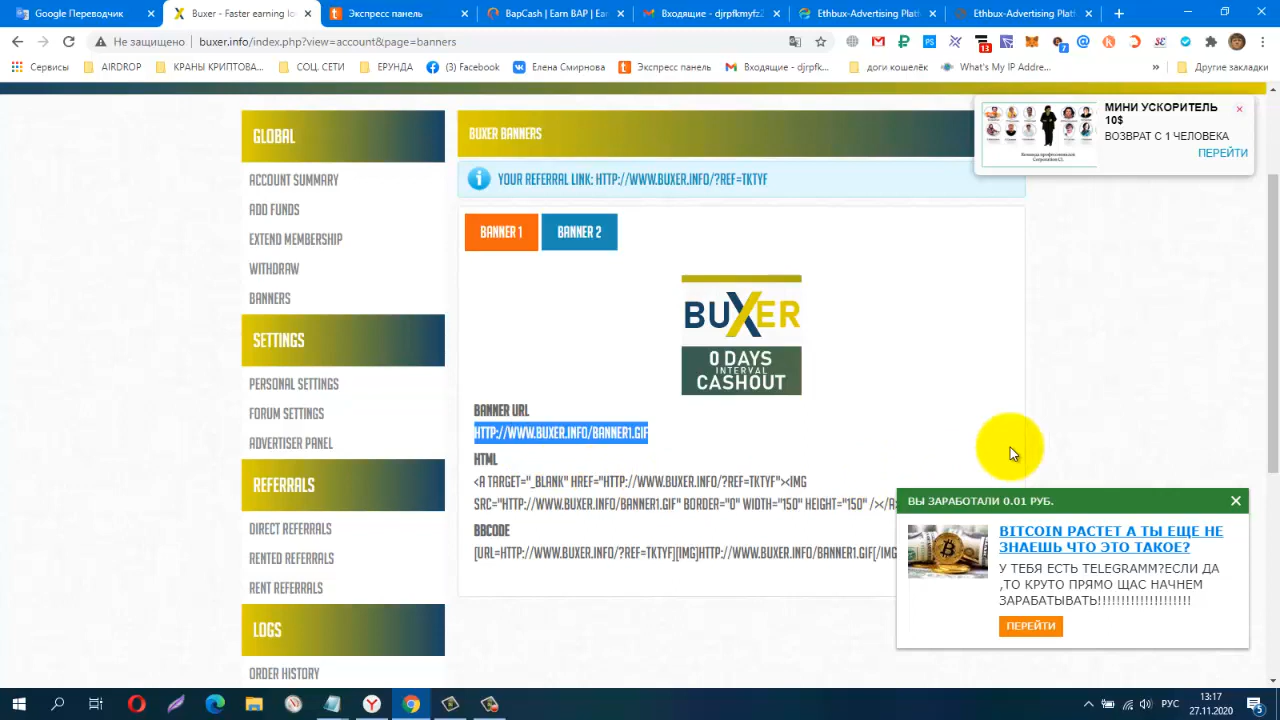 Google Переводчик
Buxer - Faster earning lo
Экспресс панель
BapCash | Earn BAP | E
Входящие - djrpfkmyfz.
Ethbux-Advertising Platf
Ethbux-Advertising Platf
Не защищено
buxer.info/index.php?view=account&page=banners
13
7
Сервисы
AIRDROP
КРАНЫ КРИПТОВА...
СОЦ. СЕТИ
ЕРУНДА
(3) Facebook
Елена Смирнова
Экспресс панель
Входящие - djrpfk...
доги кошелёк
What's My IP Addre...
»
Другие закладки
GLOBAL
ACCOUNT SUMMARY
ADD FUNDS
EXTEND MEMBERSHIP
WITHDRAW
BANNERS
SETTINGS
PERSONAL SETTINGS
FORUM SETTINGS
ADVERTISER PANEL
REFERRALS
DIRECT REFERRALS
RENTED REFERRALS
RENT REFERRALS
LOGS
ORDER HISTORY
BUXER BANNERS
YOUR REFERRAL LINK: HTTP://WWW.BUXER.INFO/?REF=TKTYF
BANNER 1
BANNER 2
BUXER
0 DAYS
INTERVAL
CASHOUT
BANNER URL
HTTP://WWW.BUXER.INFO/BANNER1.GIF
HTML
<A TARGET="_BLANK" HREF="HTTP://WWW.BUXER.INFO/?REF=TKTYF"><IMG
SRC="HTTP://WWW.BUXER.INFO/BANNER1.GIF" BORDER="0" WIDTH="150" HEIGHT="150" /></A>
BBCODE
[URL=HTTP://WWW.BUXER.INFO/?REF=TKTYF][IMG]HTTP://WWW.BUXER.INFO/BANNER1.GIF[/IMG
МИНИ УСКОРИТЕЛЬ
10$
ВОЗВРАТ С 1 ЧЕЛОВЕКА
ПЕРЕЙТИ
ВЫ ЗАРАБОТАЛИ 0.01 РУБ.
BITCOIN РАСТЕТ А ТЫ ЕЩЕ НЕ
ЗНАЕШЬ ЧТО ЭТО ТАКОЕ?
У ТЕБЯ ЕСТЬ TELEGRAMM?ЕСЛИ ДА
,ТО КРУТО ПРЯМО ЩАС НАЧНЕМ
ЗАРАБАТЫВАТЬ!!!!!!!!!!!!!!!!!!!!
ПЕРЕЙТИ
РУС
13:17
27.11.2020
5